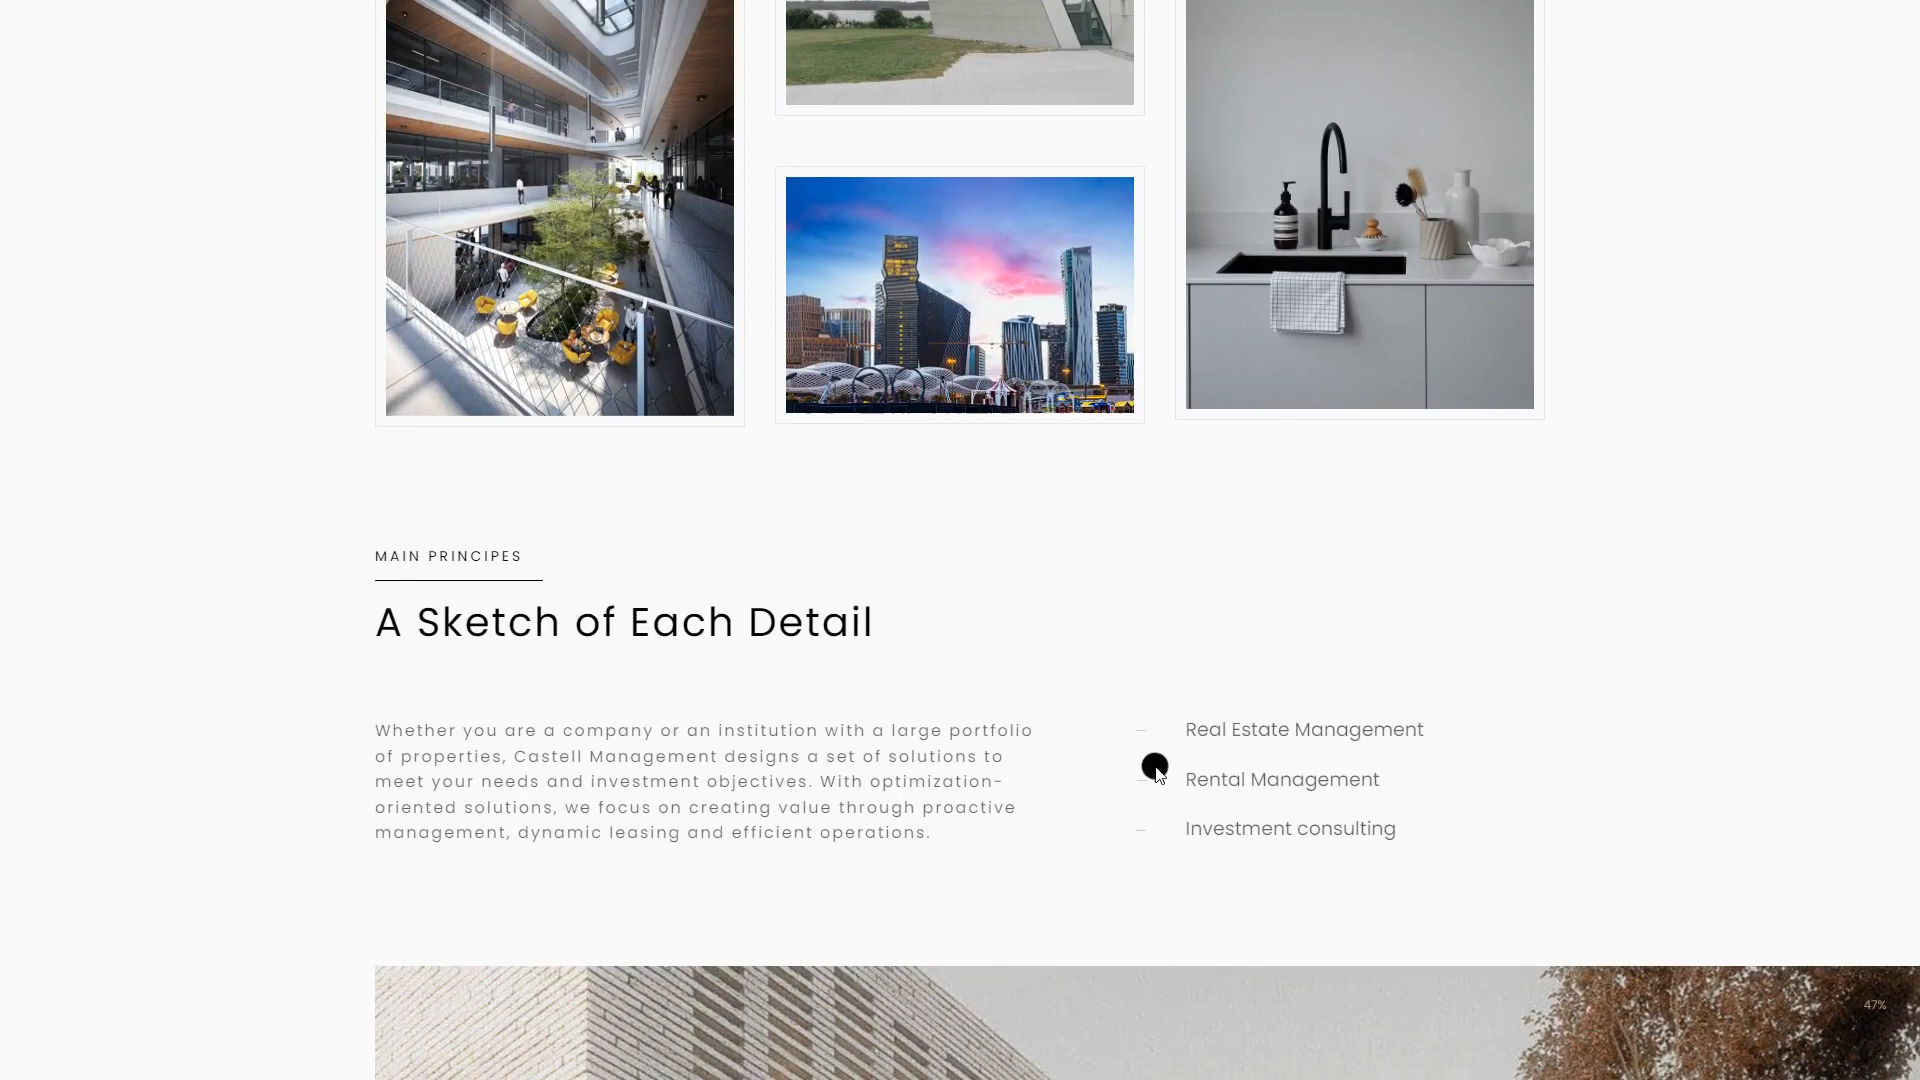 MAIN PRINCIPES
A Sketch of Each Detail
Whether you are a company or an institution with a large portfolio
of properties, Castell Management designs a set of solutions to
meet your needs and investment objectives. With optimization-
oriented solutions, we focus on creating value through proactive
management, dynamic leasing and efficient operations.
Real Estate Management
Rental Management
Investment consulting
47%